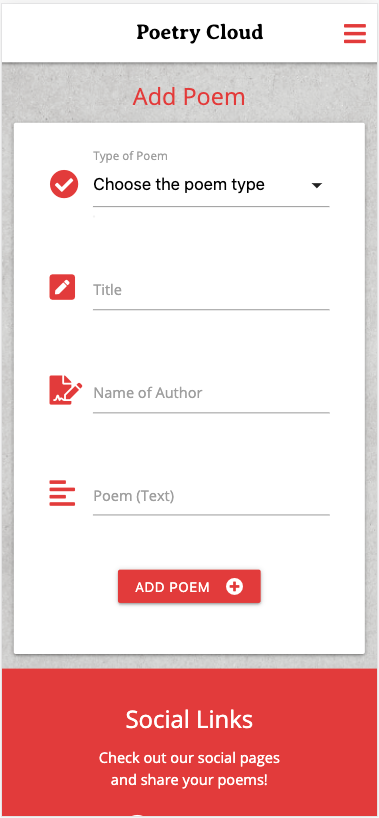 Poetry Cloud
Add Poem
Type of Poem
Choose the poem type
Title
Name of Author
Poem (Text)
ADD POEM
Social Links
Check out our social pages
and share your poems!